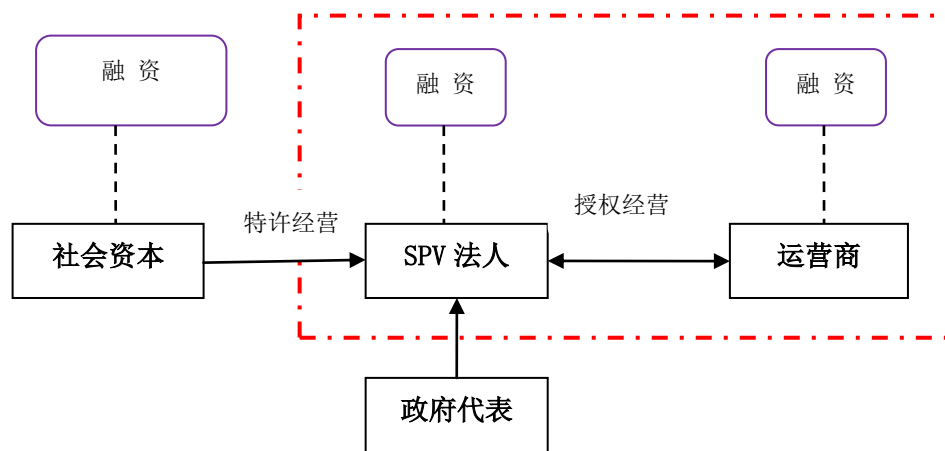 融 资
融 资
融 资
特许经营
授权经营
社会资本
SPV 法人
运营商
政府代表